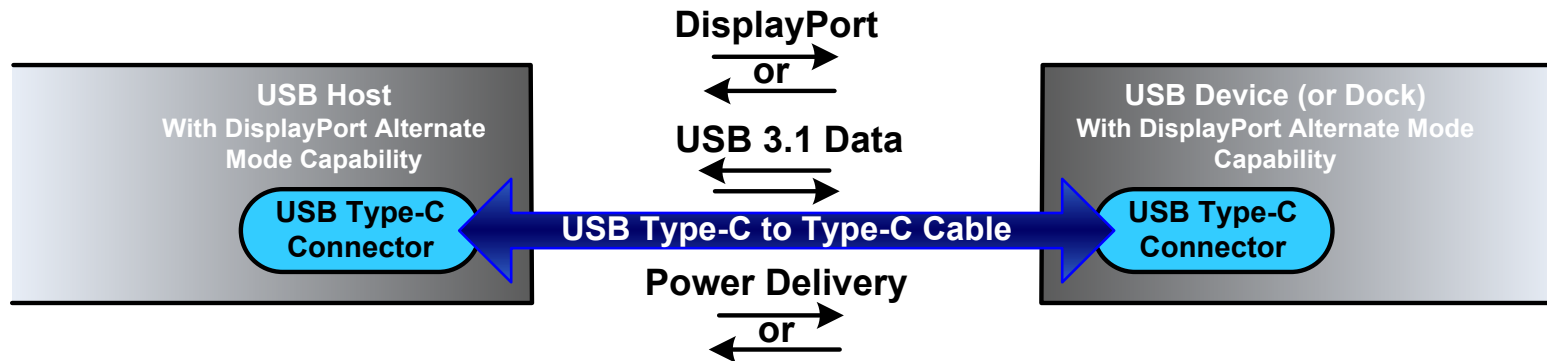 DisplayPort
or
USB Host
With DisplayPort Alternate
Mode Capability
USB Device (or Dock)
With DisplayPort Alternate Mode
Capability
USB 3.1 Data
USB Type-C
Connector
USB Type-C to Type-C Cable
USB Type-C
Connector
Power Delivery
or